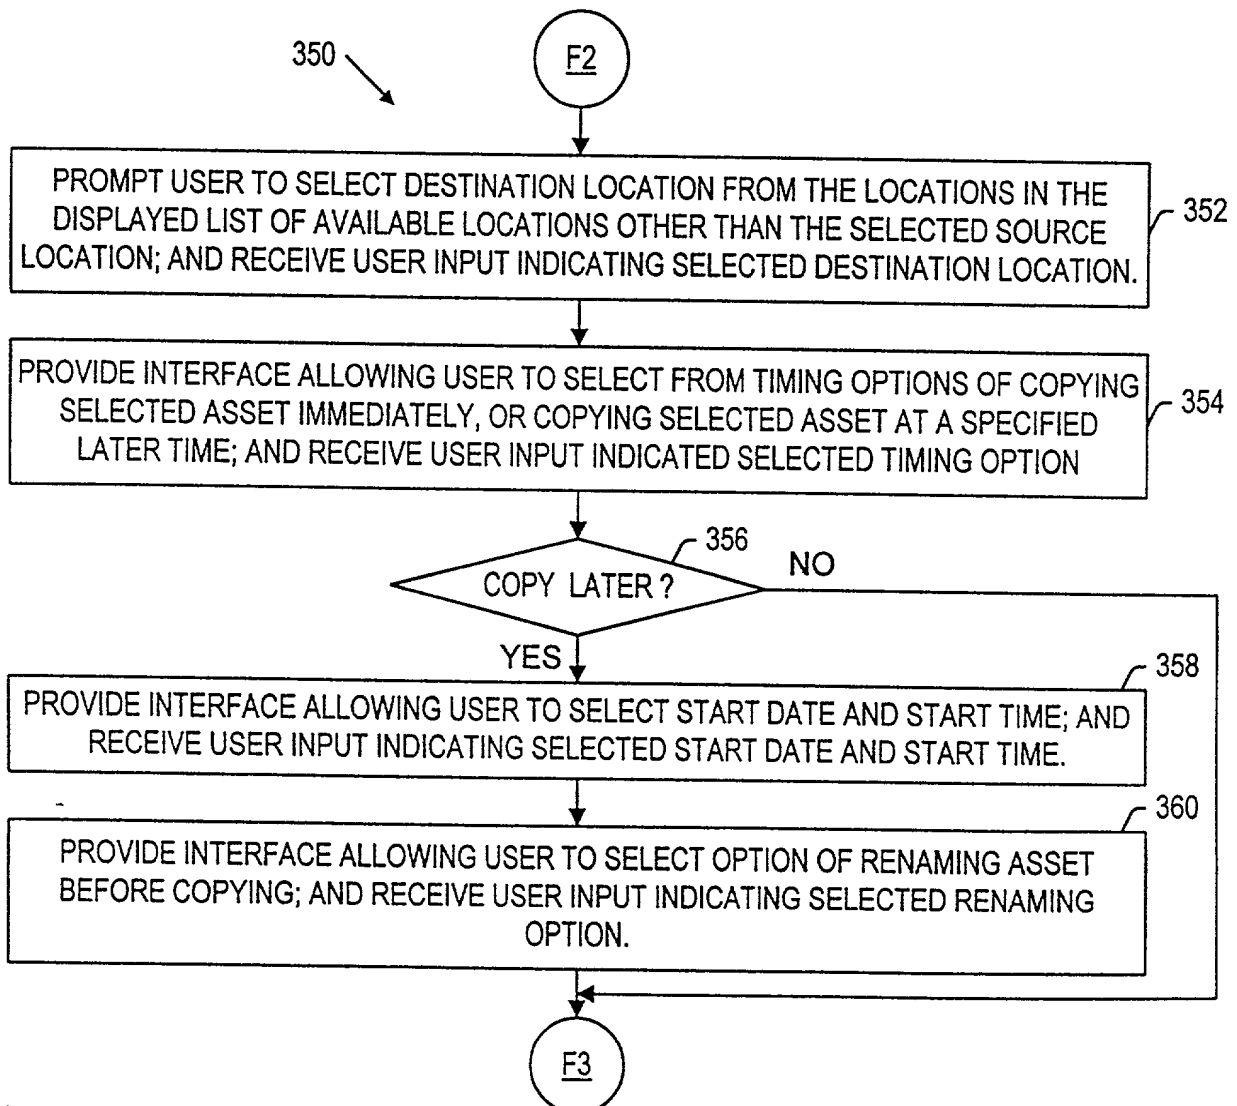 350
F2
PROMPT USER TO SELECT DESTINATION LOCATION FROM THE LOCATIONS IN THE
DISPLAYED LIST OF AVAILABLE LOCATIONS OTHER THAN THE SELECTED SOURCE
LOCATION; AND RECEIVE USER INPUT INDICATING SELECTED DESTINATION LOCATION.
352
PROVIDE INTERFACE ALLOWING USER TO SELECT FROM TIMING OPTIONS OF COPYING
SELECTED ASSET IMMEDIATELY, OR COPYING SELECTED ASSET AT A SPECIFIED
LATER TIME; AND RECEIVE USER INPUT INDICATED SELECTED TIMING OPTION
354
356
COPY LATER?
NO
YES
358
PROVIDE INTERFACE ALLOWING USER TO SELECT START DATE AND START TIME; AND
RECEIVE USER INPUT INDICATING SELECTED START DATE AND START TIME.
360
PROVIDE INTERFACE ALLOWING USER TO SELECT OPTION OF RENAMING ASSET
BEFORE COPYING; AND RECEIVE USER INPUT INDICATING SELECTED RENAMING
OPTION.
F3